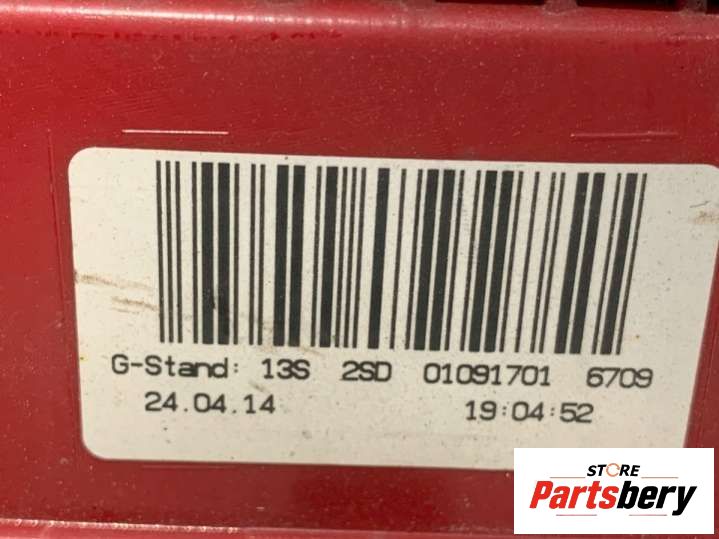 G-Stand: 13S 2SD 01091701 6709
24.04.14 19:04:52
STORE
Partsbery